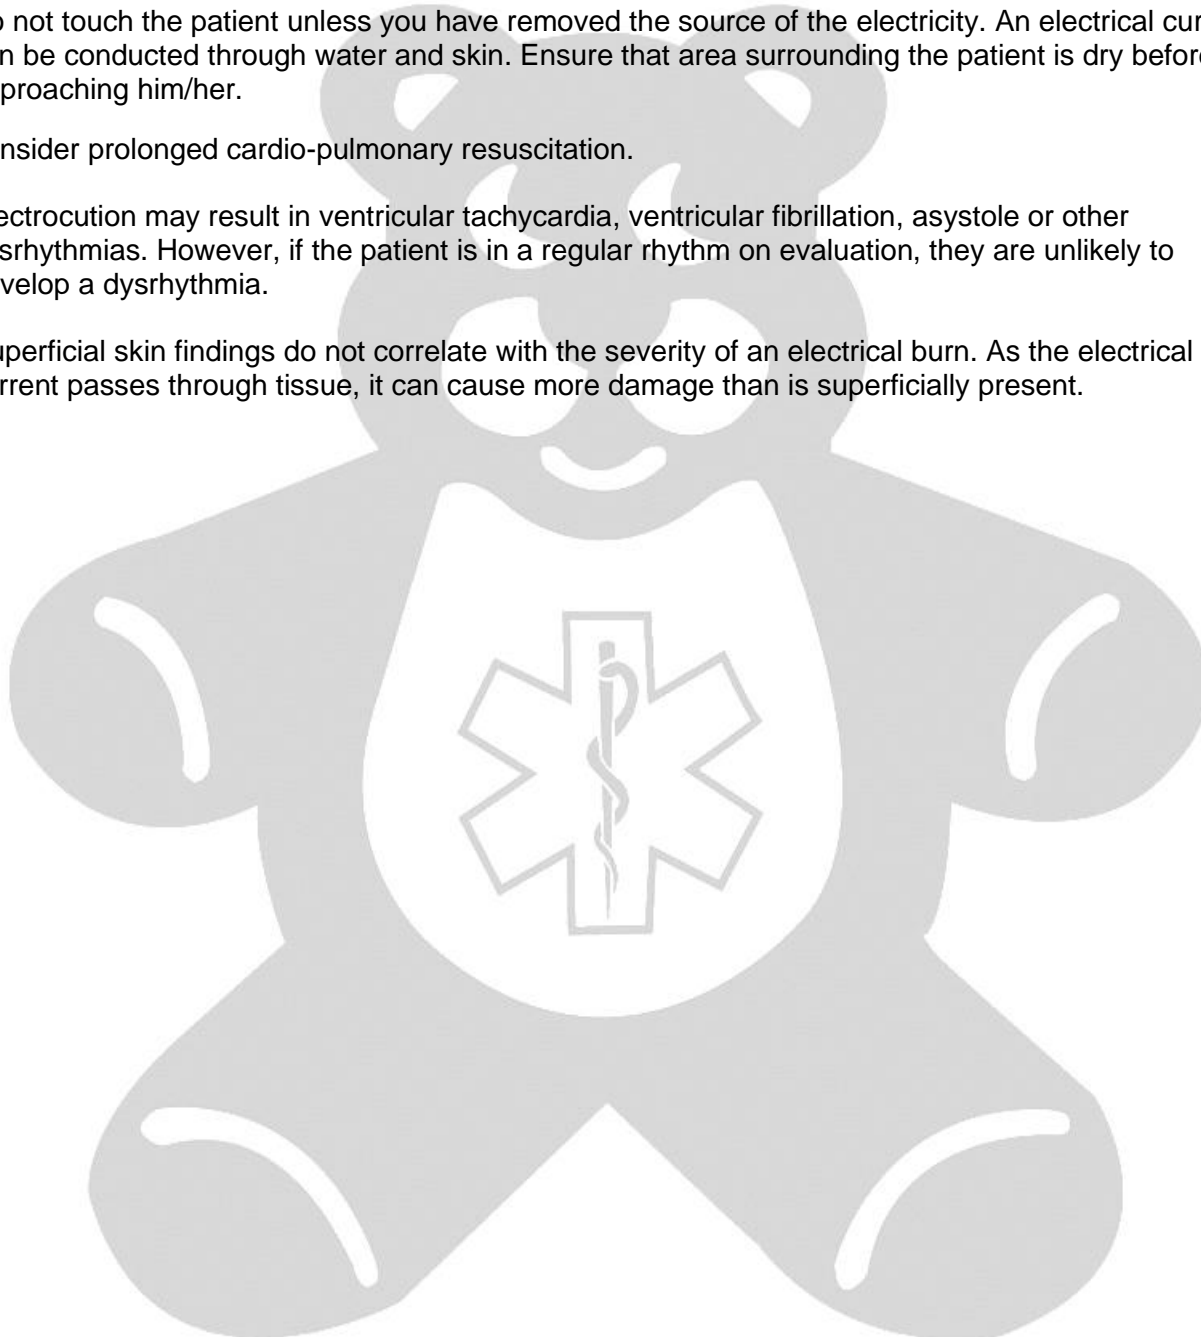 not touch the patient unless you have removed the source of the electricity. An electrical
be conducted through water and skin. Ensure that area surrounding the patient is dry before
proaching him/her.
nsider prolonged cardio-pulmonary resuscitation.
ectrocution may result in ventricular tachycardia, ventricular fibrillation, asystole or other
srhythmias. However, if the patient is in a regular rhythm on evaluation, they are unlikely to
velop a dysrhythmia.
uperficial skin findings do not correlate with the severity of an electrical burn. As the electrical
rrent passes through tissue, it can cause more damage than is superficially present.